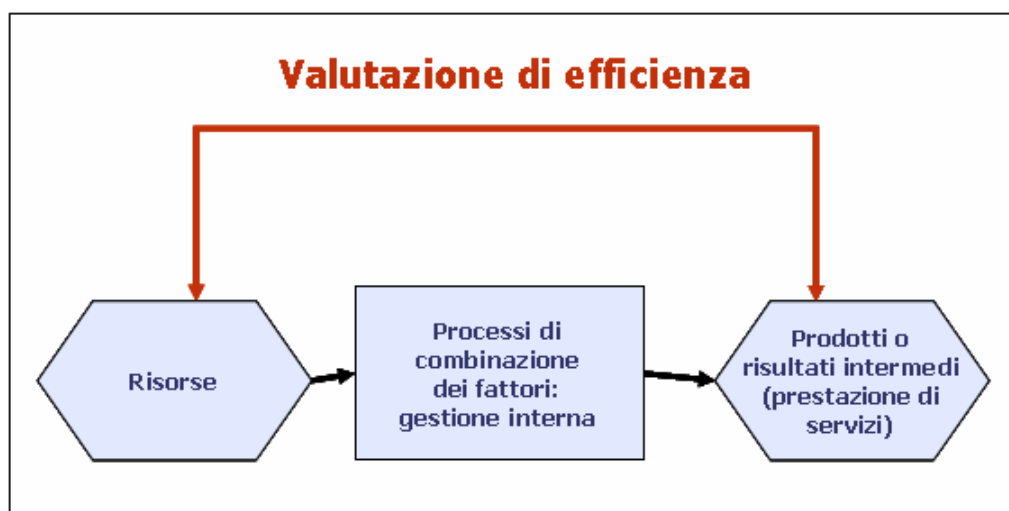 Valutazione di efficienza
Risorse
Processi di
combinazione
dei fattori:
gestione interna
Prodotti o
risultati intermedi
(prestazione di
servizi)